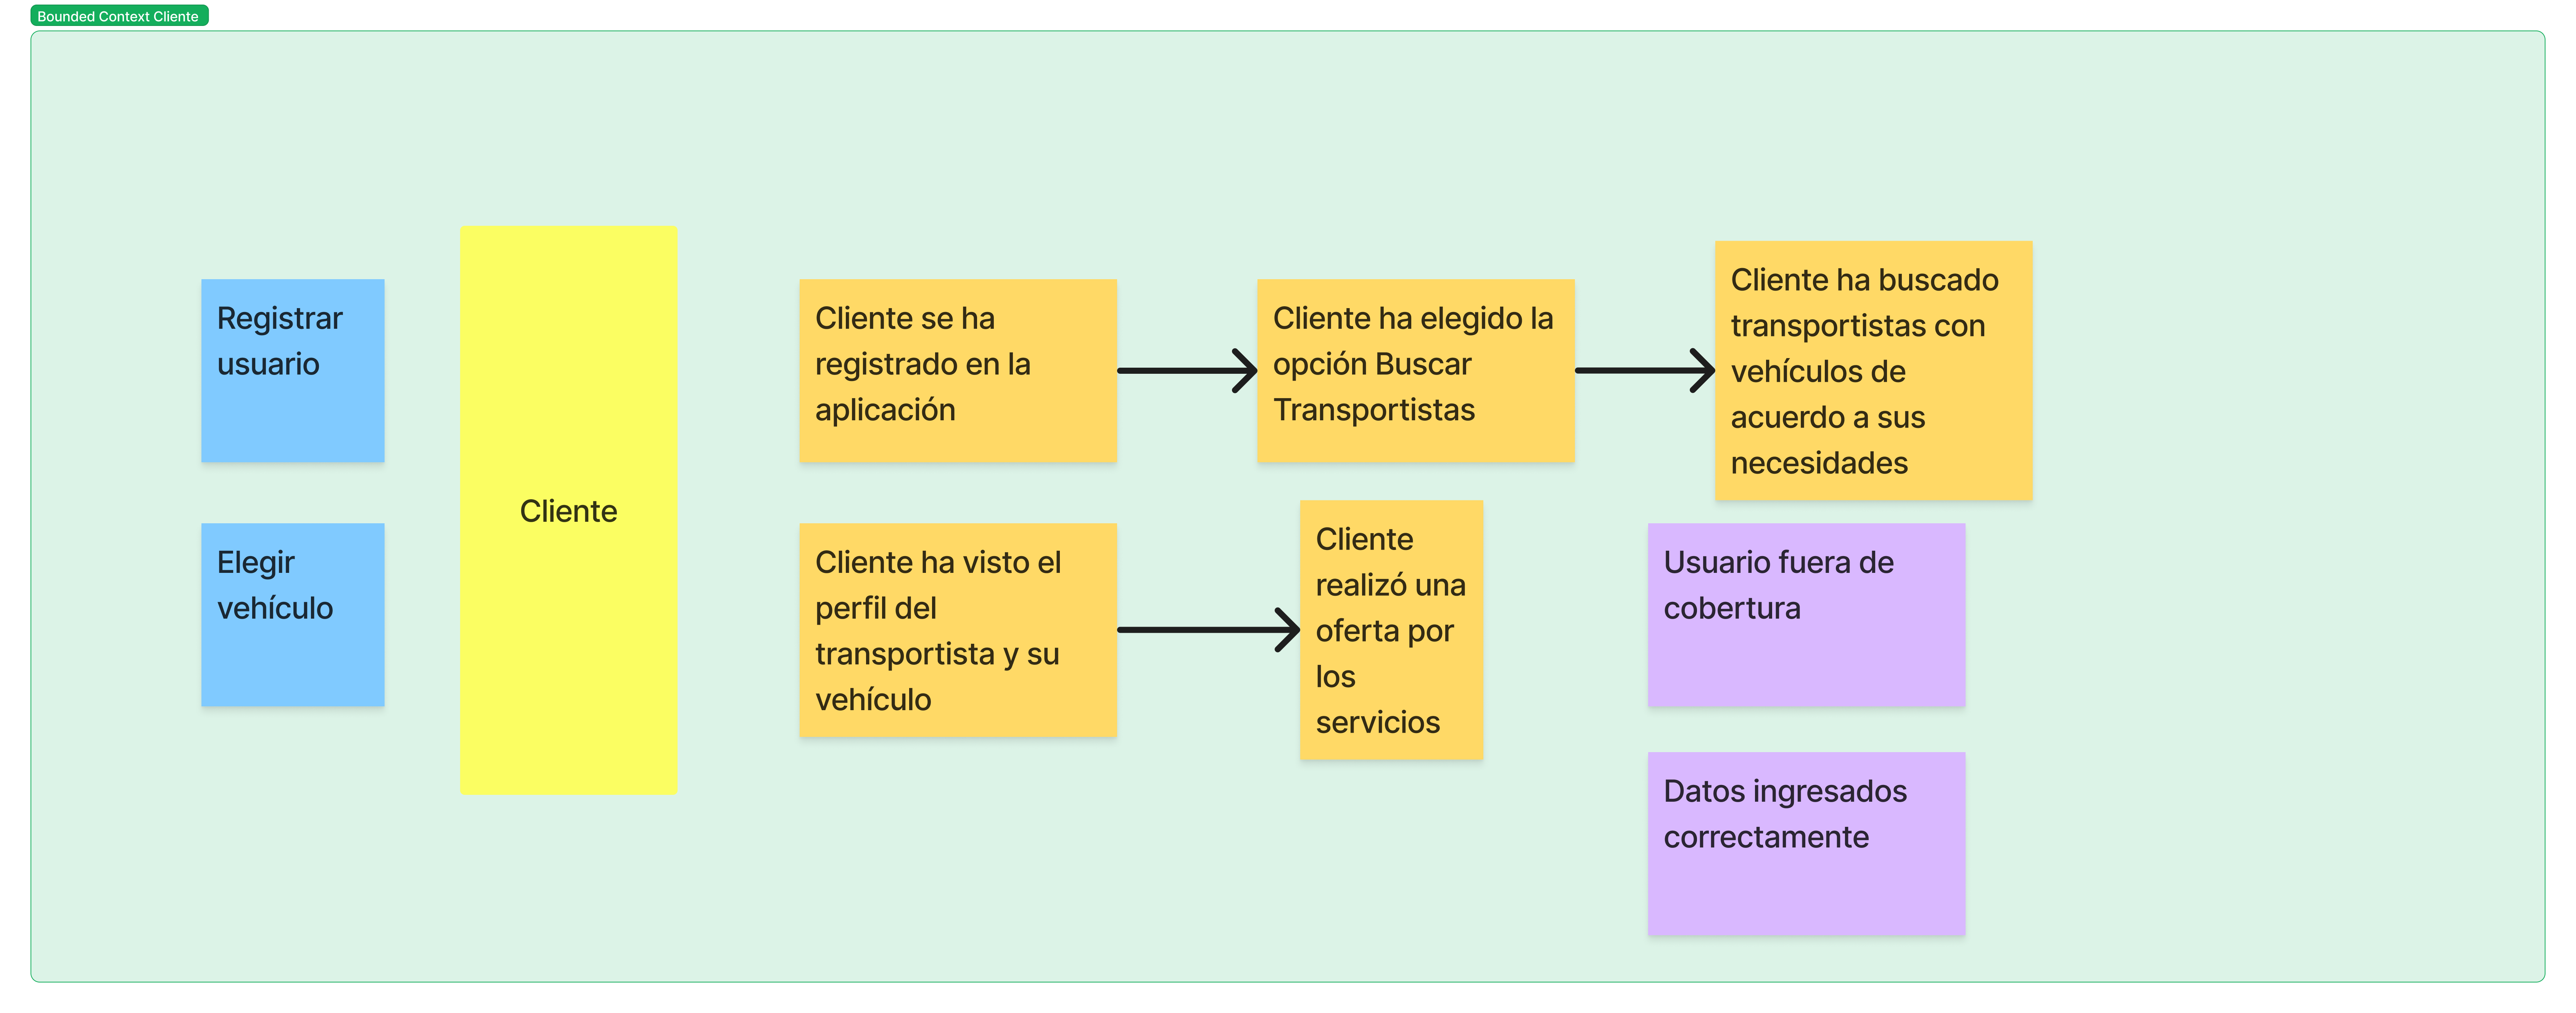 Bounded Context Cliente
Registrar
usuario
Elegir
vehículo
Cliente
Cliente se ha
registrado en la
aplicación
Cliente ha elegido la
opción Buscar
Transportistas
Cliente ha buscado
transportistas con
vehículos de
acuerdo a sus
necesidades
Cliente ha visto el
perfil del
transportista y su
vehículo
Cliente
realizó una
oferta por
los
servicios
Usuario fuera de
cobertura
Datos ingresados
correctamente